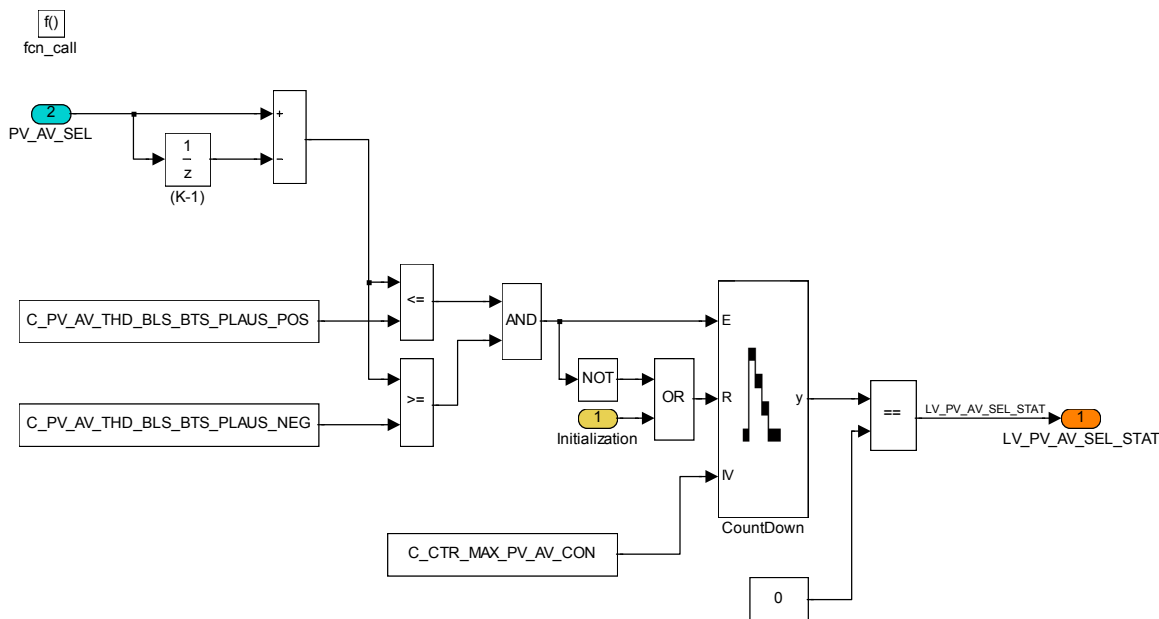 f()
fcn_call
2
PV_AV_SEL
+
1
z
−
(K-1)
<=
C_PV_AV_THD_BLS_BTS_PLAUS_POS
AND
E
NOT
>=
OR
R
y
==
LV_PV_AV_SEL_STAT
1
LV_PV_AV_SEL_STAT
C_PV_AV_THD_BLS_BTS_PLAUS_NEG
1
Initialization
IV
CountDown
C_CTR_MAX_PV_AV_CON
0